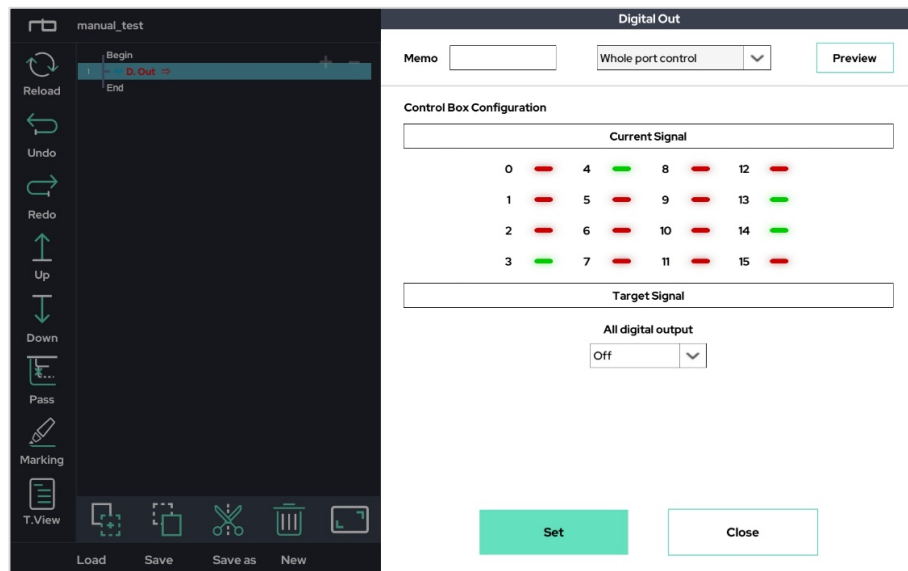 manual_test
Digital Out
Reload
Undo
Redo
Up
Down
Pass
Marking
T.View
Begin
1 D. Out
End
Memo Whole port control Preview
Control Box Configuration
Current Signal
0 4 8 12
1 5 9 13
2 6 10 14
3 7 11 15
Target Signal
All digital output
Off
Set Close
Load Save Save as New